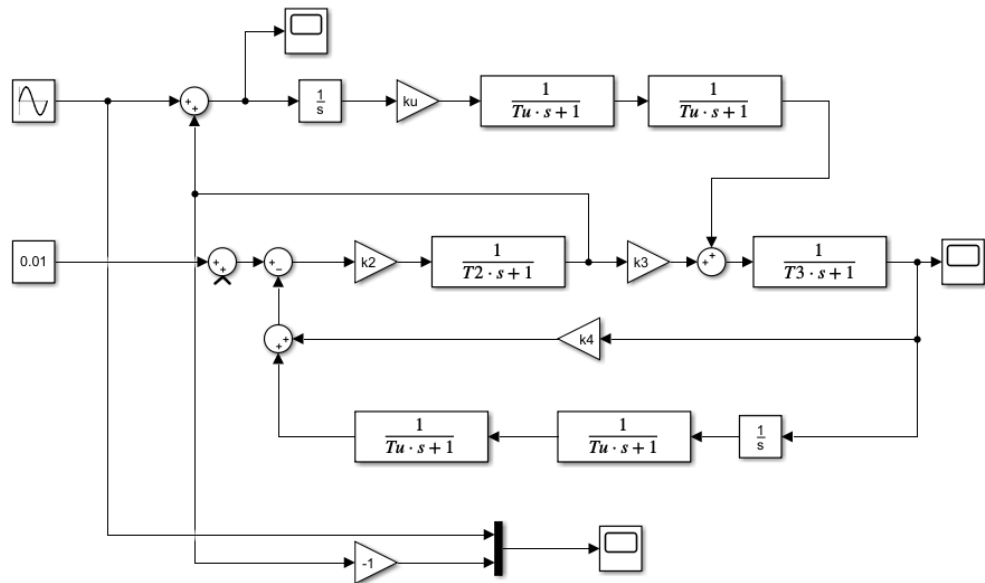 +
+
1
s
ku
1
Tu · s + 1
1
Tu · s + 1
0.01
+
+
+
−
k2
1
T2 · s + 1
k3
+
+
1
T3 · s + 1
+
+
k4
1
Tu · s + 1
1
Tu · s + 1
1
s
-1